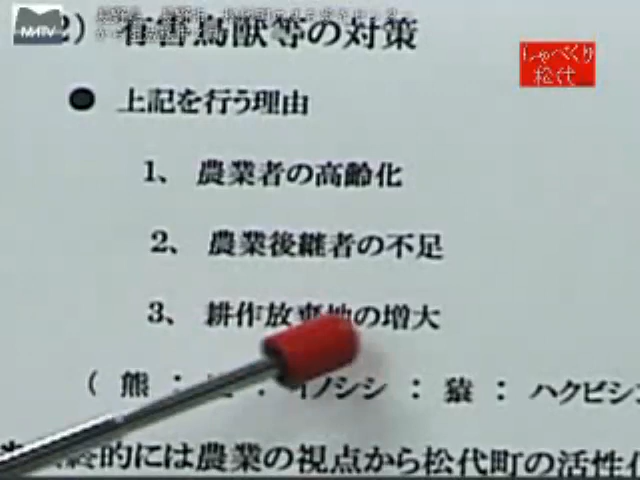 2) 有害鳥獣等の対策
しゃべくり
松代
● 上記を行う理由
1、 農業者の高齢化
2、 農業後継者の不足
3、 耕作放棄地の増大
( 熊 : : イノシシ : 猿 : ハクビシ
的には農業の視点から松代町の活性化